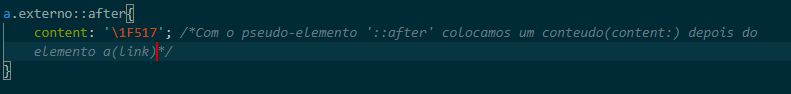 a.externo::after{
content: '\1F517'; /*Com o pseudo-elemento '::after' colocamos um conteudo(content:) depois do
elemento a(link)*/
}